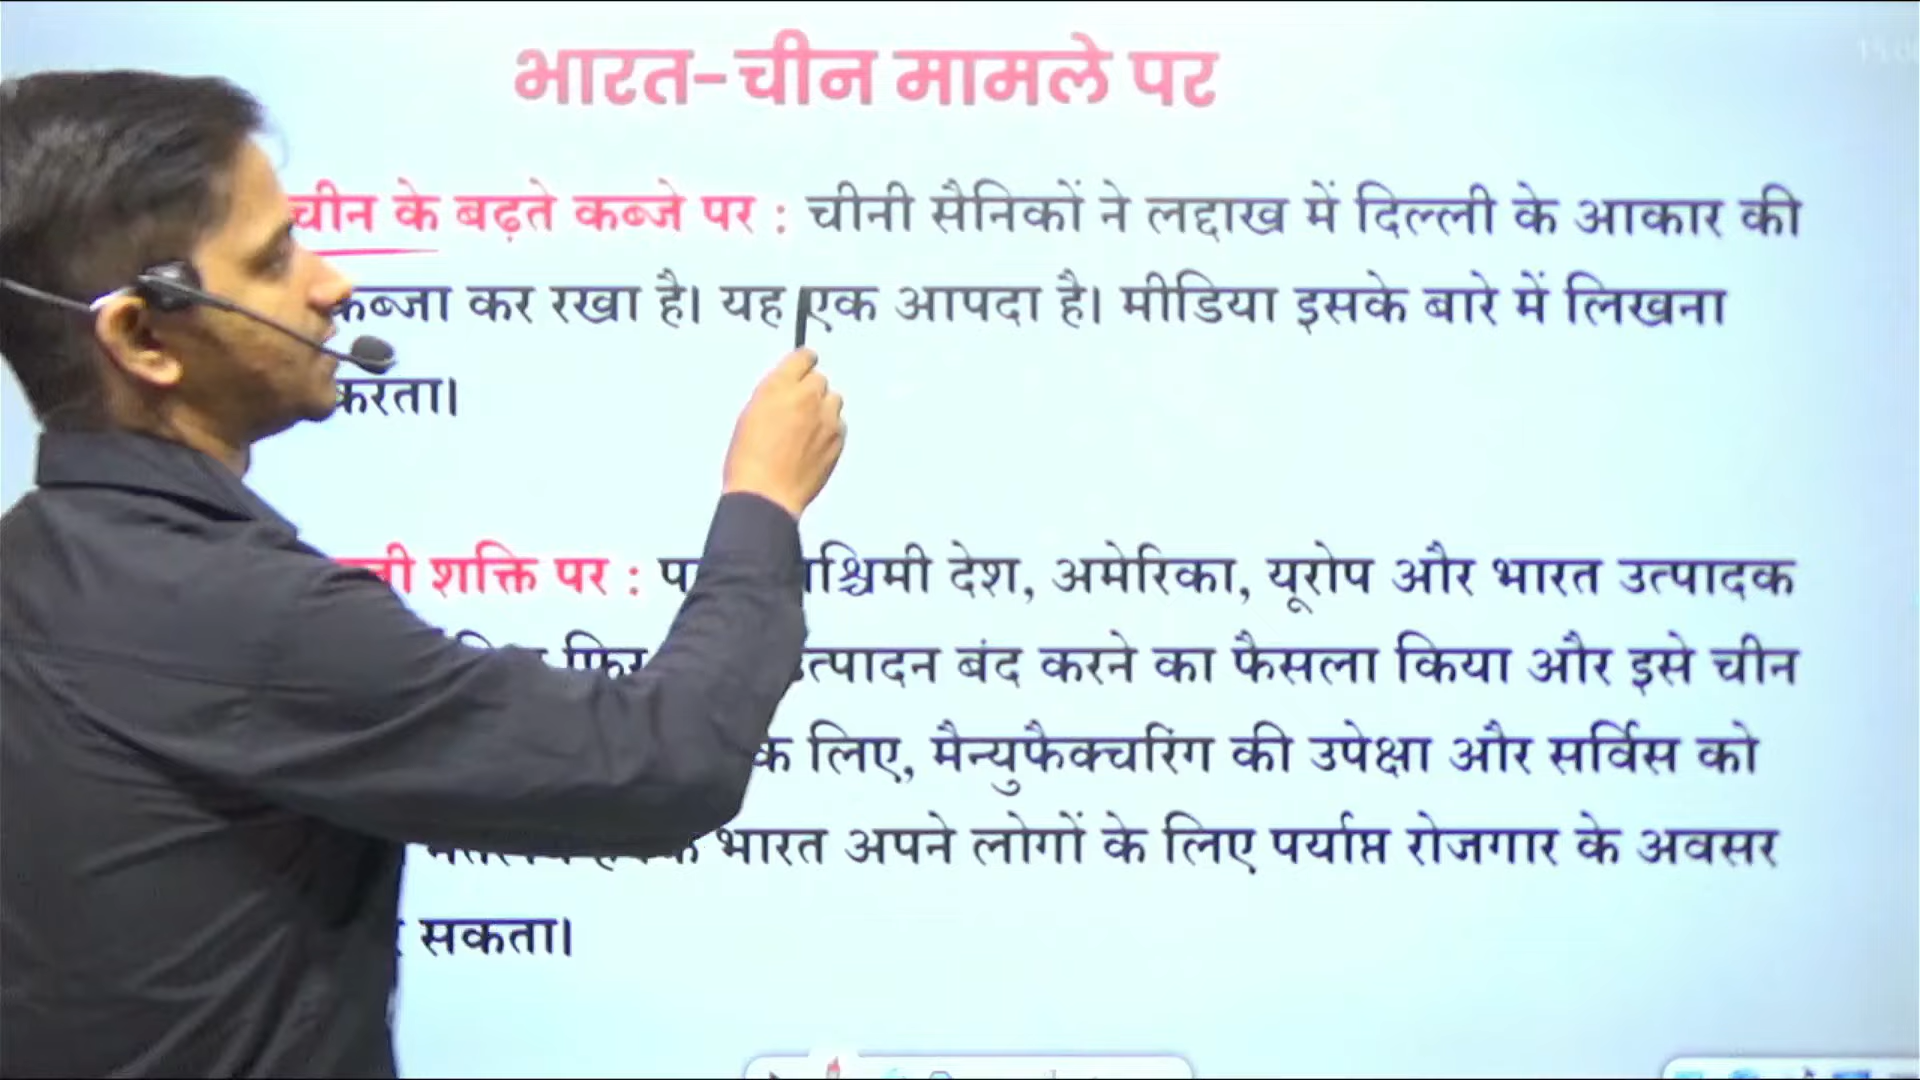 भारत-चीन मामले पर
चीन के बढ़ते कब्जे पर : चीनी सैनिकों ने लद्दाख में दिल्ली के आकार की
कब्जा कर रखा है। यह एक आपदा है। मीडिया इसके बारे में लिखना
करता।
शक्ति पर : देश, अमेरिका, यूरोप और भारत उत्पादक
फिर उत्पादन बंद करने का फैसला किया और इसे चीन
के लिए, मैन्युफैक्चरिंग की उपेक्षा और सर्विस को
भारत अपने लोगों के लिए पर्याप्त रोजगार के अवसर
सकता।